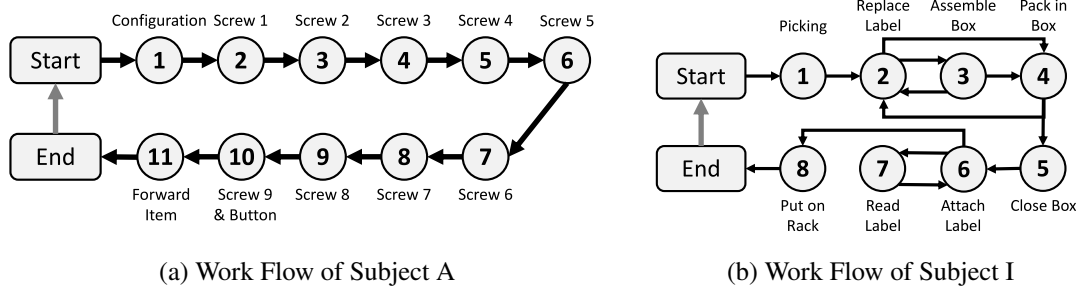 Configuration Screw 1 Screw 2 Screw 3 Screw 4 Screw 5
Start 1 2 3 4 5 6
End 11 10 9 8 7
Forward Item Screw 9 & Button Screw 8 Screw 7 Screw 6
(a) Work Flow of Subject A
Picking Replace Label Assemble Box Pack in Box
Start 1 2 3 4
End 8 7 6 5
Put on Rack Read Label Attach Label Close Box
(b) Work Flow of Subject I